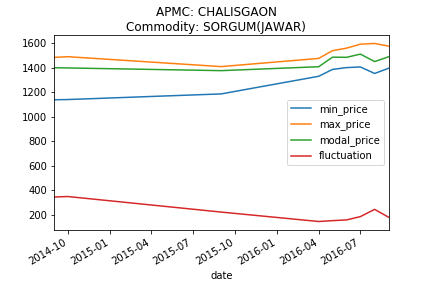 APMC: CHALISGAON
Commodity: SORGUM(JAWAR)
1600
1400
1200
1000
800
600
400
200
min_price
max_price
modal_price
fluctuation
2014-10
2015-01
2015-04
2015-07
2015-10
2016-01
2016-04
2016-07
date